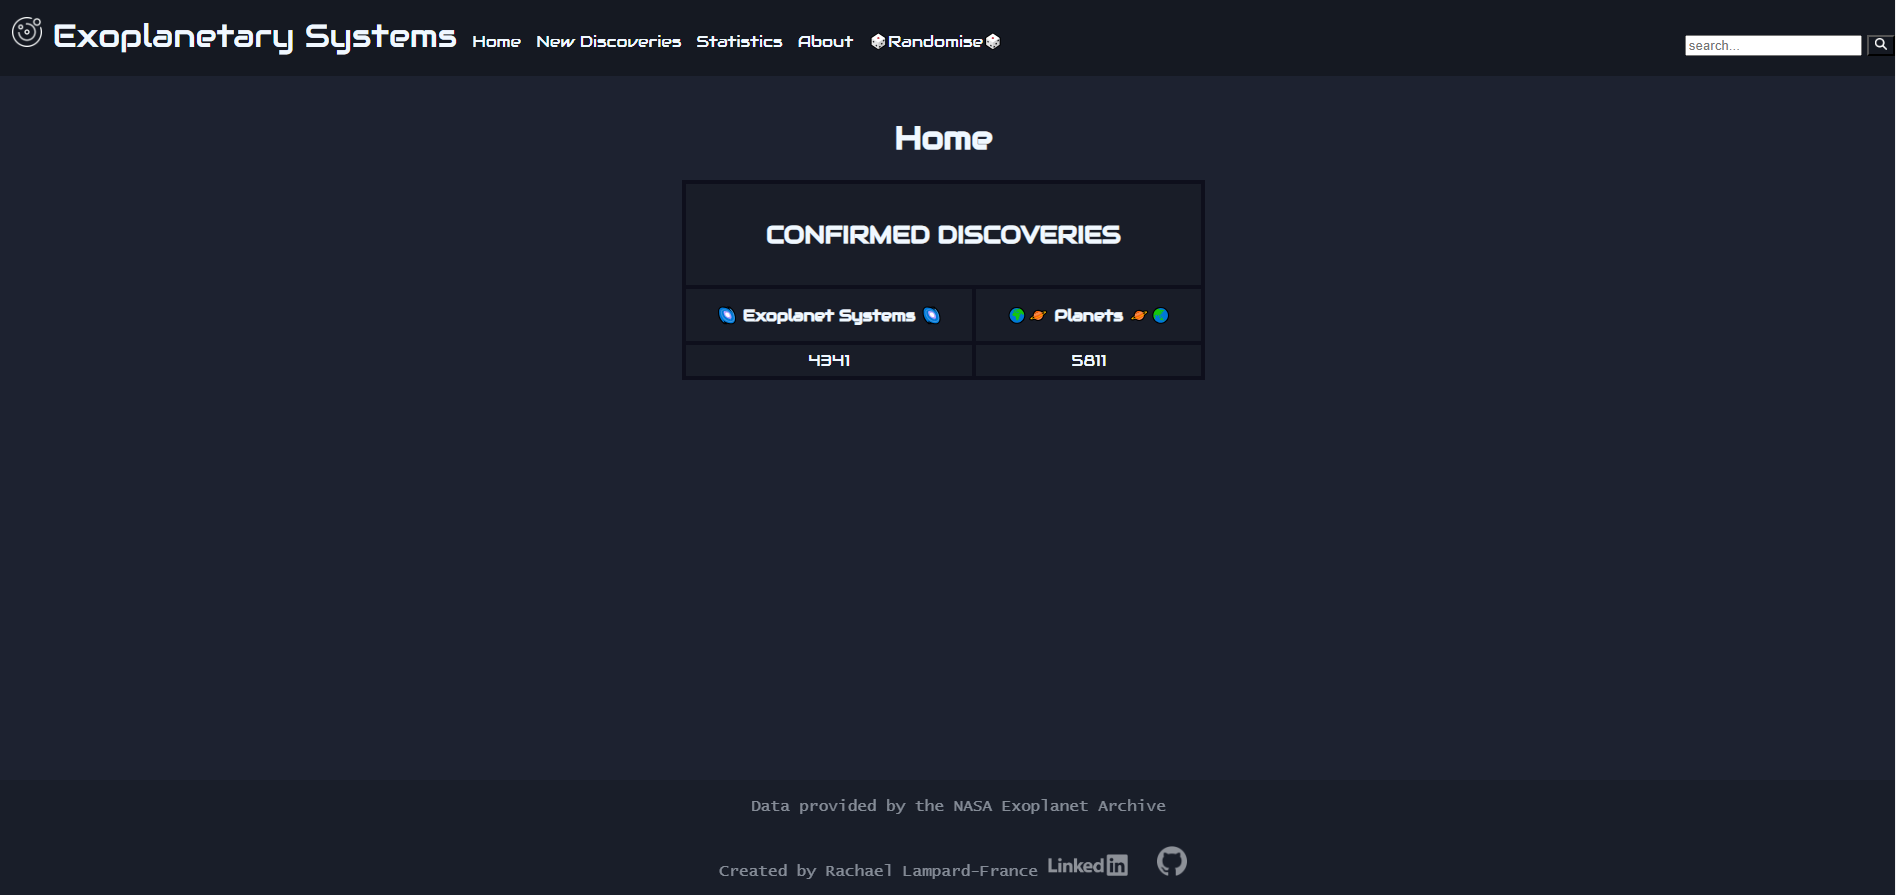 Exoplanetary Systems Home New Discoveries Statistics About 🎲Randomise🎲 search...
Home
CONFIRMED DISCOVERIES
🌌 Exoplanet Systems 🌌 🌍🪐 Planets 🪐🌏
4341 5811
Data provided by the NASA Exoplanet Archive
Created by Rachael Lampard-France LinkedIn